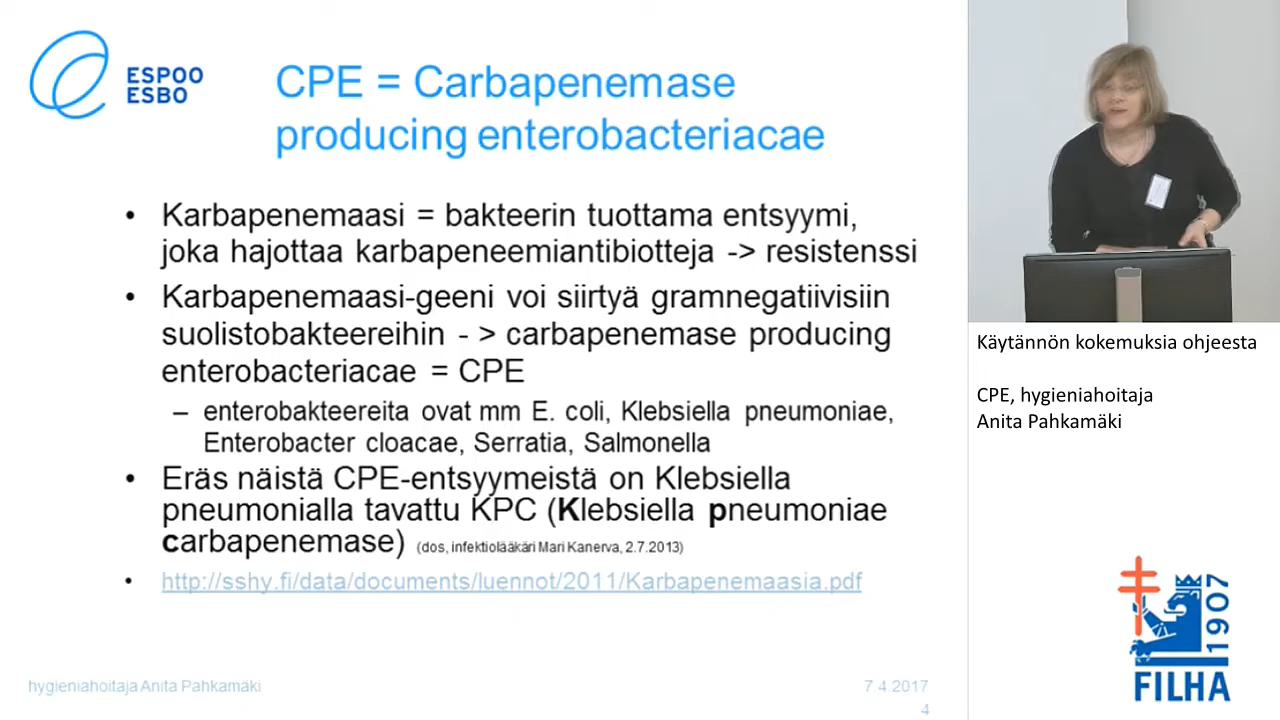 ESPOO
ESBO
CPE = Carbapenemase
producing enterobacteriacae
• Karbapenemaasi = bakteerin tuottama entsyymi,
joka hajottaa karbapeneemiantibiotteja -> resistenssi
• Karbapenemaasi-geeni voi siirtyä gramnegatiivisiin
suolistobakteereihin - > carbapenemase producing
enterobacteriacae = CPE
– enterobakteereita ovat mm E. coli, Klebsiella pneumoniae,
Enterobacter cloacae, Serratia, Salmonella
• Eräs näistä CPE-entsyymeistä on Klebsiella
pneumonialla tavattu KPC (Klebsiella pneumoniae
carbapenemase) (dos, infektiolääkäri Mari Kanerva, 2.7.2013)
• http://sshy.fi/data/documents/luennot/2011/Karbapenemaasia.pdf
hygieniahoitaja Anita Pahkamäki
7.4.2017
4
Käytännön kokemuksia ohjeesta
CPE, hygieniahoitaja
Anita Pahkamäki
1907
FILHA